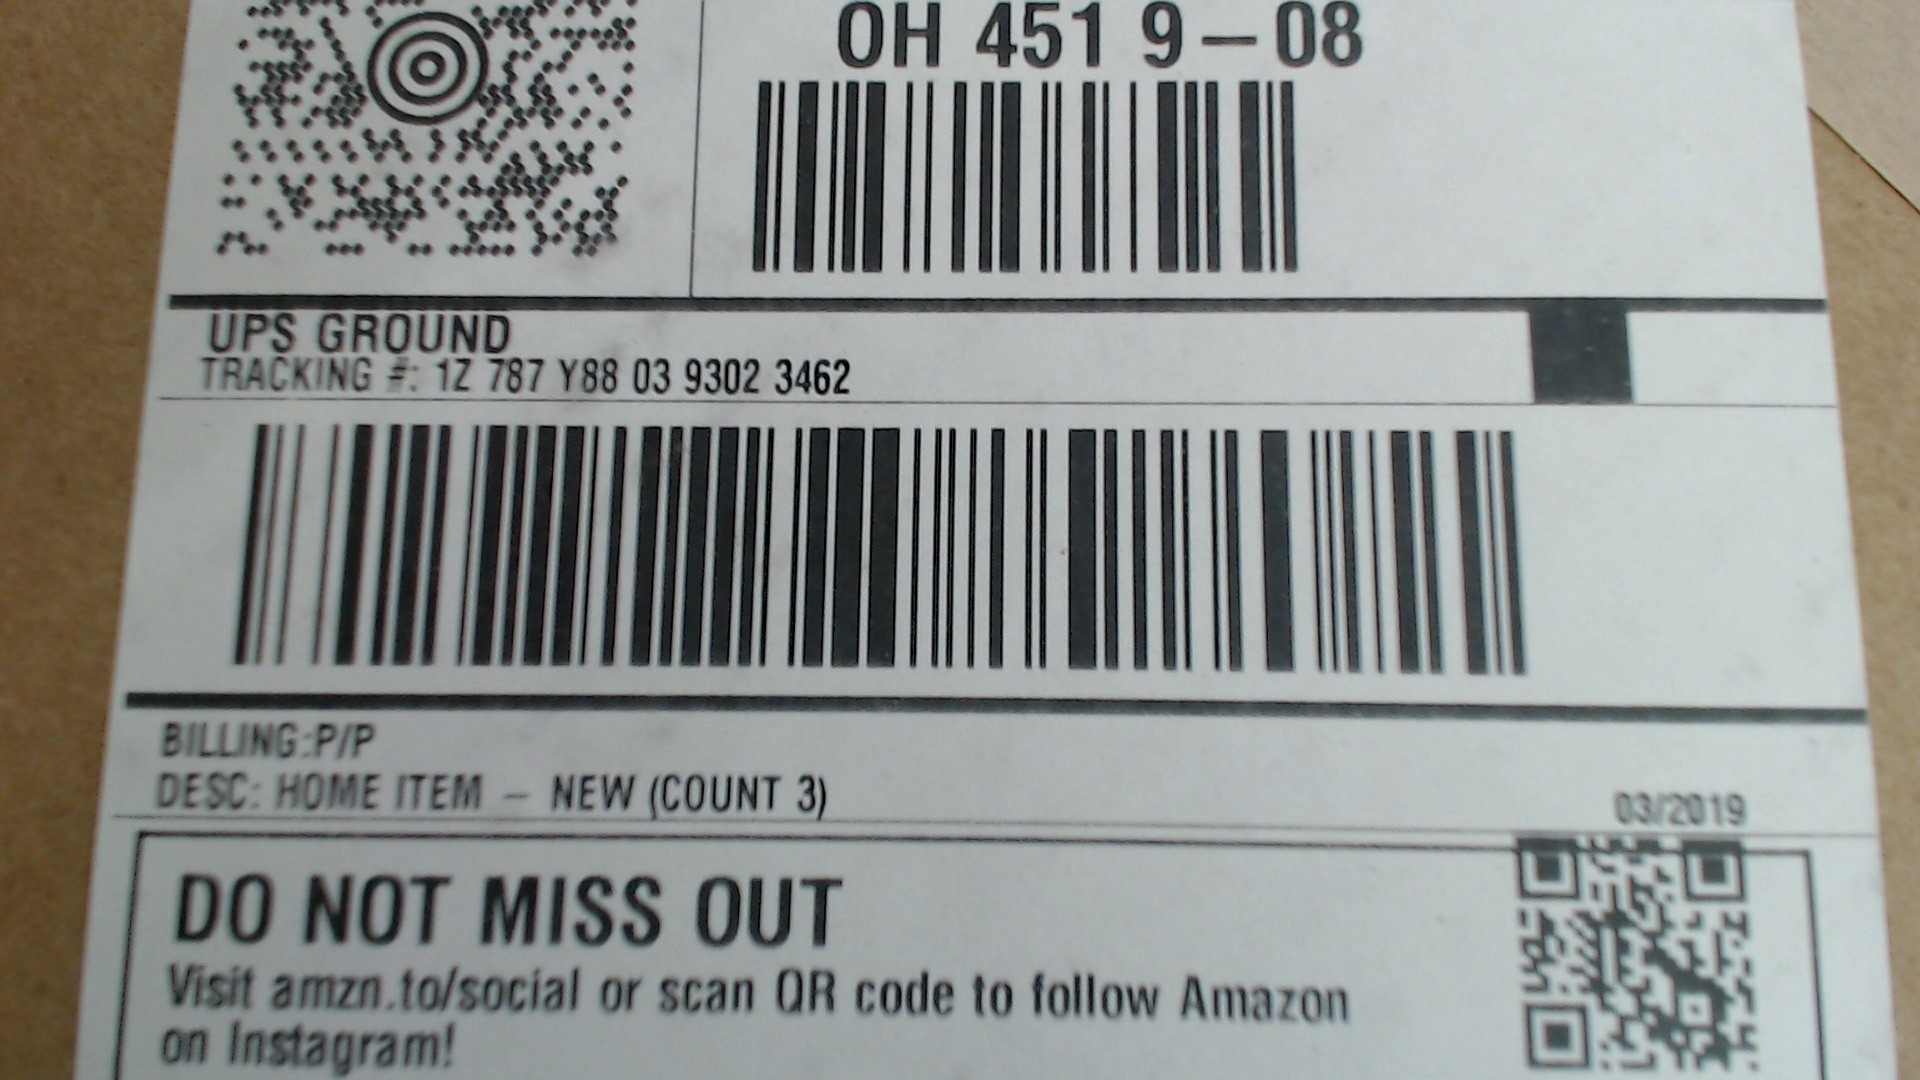 OH 451 9-08
UPS GROUND
TRACKING #: 1Z 787 Y88 03 9302 3462
BILLING:P/P
DESC: HOME ITEM - NEW (COUNT 3)
03/2019
DO NOT MISS OUT
Visit amzn.to/social or scan QR code to follow Amazon
on Instagram!